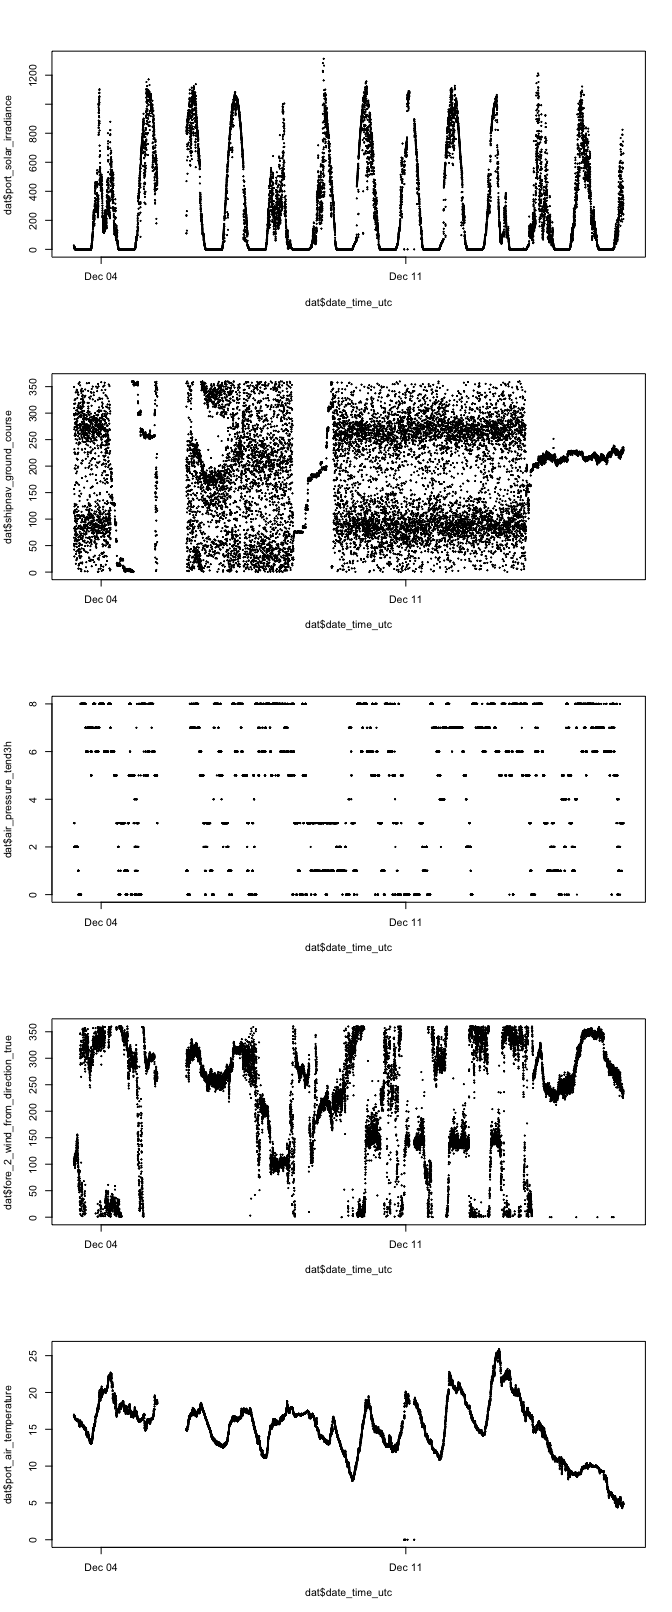 dat$port_solar_irradiance
0 200 400 600 800 1200
Dec 04 Dec 11
dat$date_time_utc
dat$shipnav_ground_course
0 50 100 150 200 250 300 350
Dec 04 Dec 11
dat$date_time_utc
dat$air_pressure_tend3h
0 2 4 6 8
Dec 04 Dec 11
dat$date_time_utc
dat$fore_2_wind_from_direction_true
0 50 100 150 200 250 300 350
Dec 04 Dec 11
dat$date_time_utc
dat$port_air_temperature
0 5 10 15 20 25
Dec 04 Dec 11
dat$date_time_utc